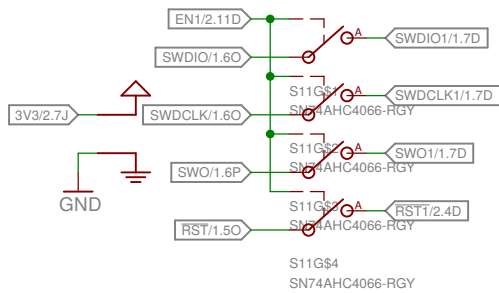 EN1/2.11D
A
SWDIO1/1.7D
SWDIO/1.6O
S11G$1
A
SWDCLK1/1.7D
SN74AHC4066-RGY
3V3/2.7J
SWDCLK/1.6O
S11G$2
A
SWO1/1.7D
SN74AHC4066-RGY
SWO/1.6P
GND
S11G$3
A
RST1/2.4D
SN74AHC4066-RGY
RST/1.5O
S11G$4
SN74AHC4066-RGY